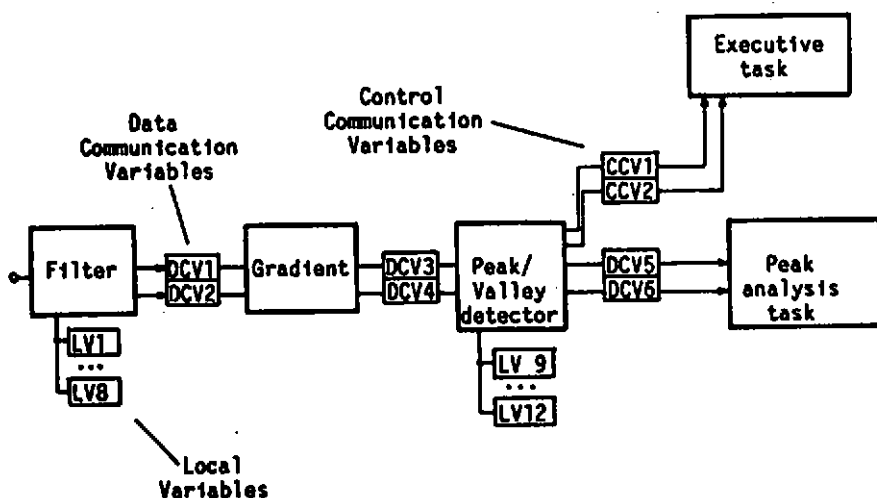 Executive
task
Control
Communication
Variables
Data
Communication
Variables
CCV1
CCV2
Filter
DCV1
DCV2
Gradient
DCV3
DCV4
Peak/
Valley
detector
DCV5
DCV6
Peak
analysis
task
LV1
...
LV8
LV 9
...
LV12
Local
Variables